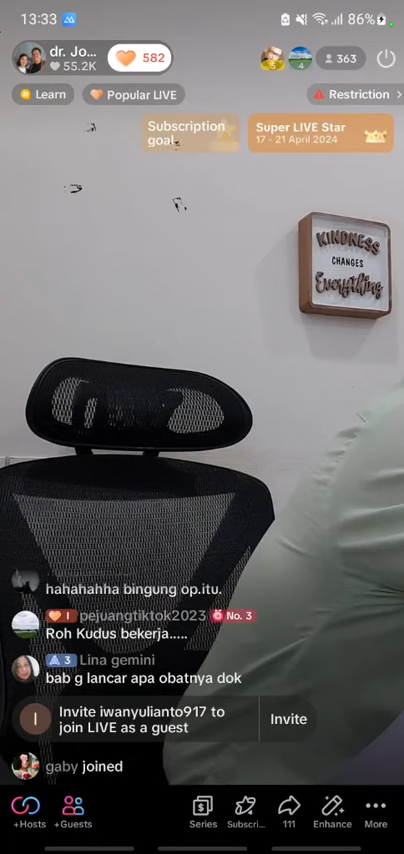 13:33
86%
dr. Jo...
55.2K
582
363
Learn
Popular LIVE
Restriction
Subscription
goal
Super LIVE Star
17 - 21 April 2024
KINDNESS
CHANGES
Everything
hahahahha bingung op.itu.
I pejuangtiktok2023 No. 3
Roh Kudus bekerja.....
3 Lina gemini
bab g lancar apa obatnya dok
I
Invite iwanyulianto917 to
join LIVE as a guest
Invite
gaby joined
+Hosts
+Guests
Series
Subscri...
111
Enhance
More